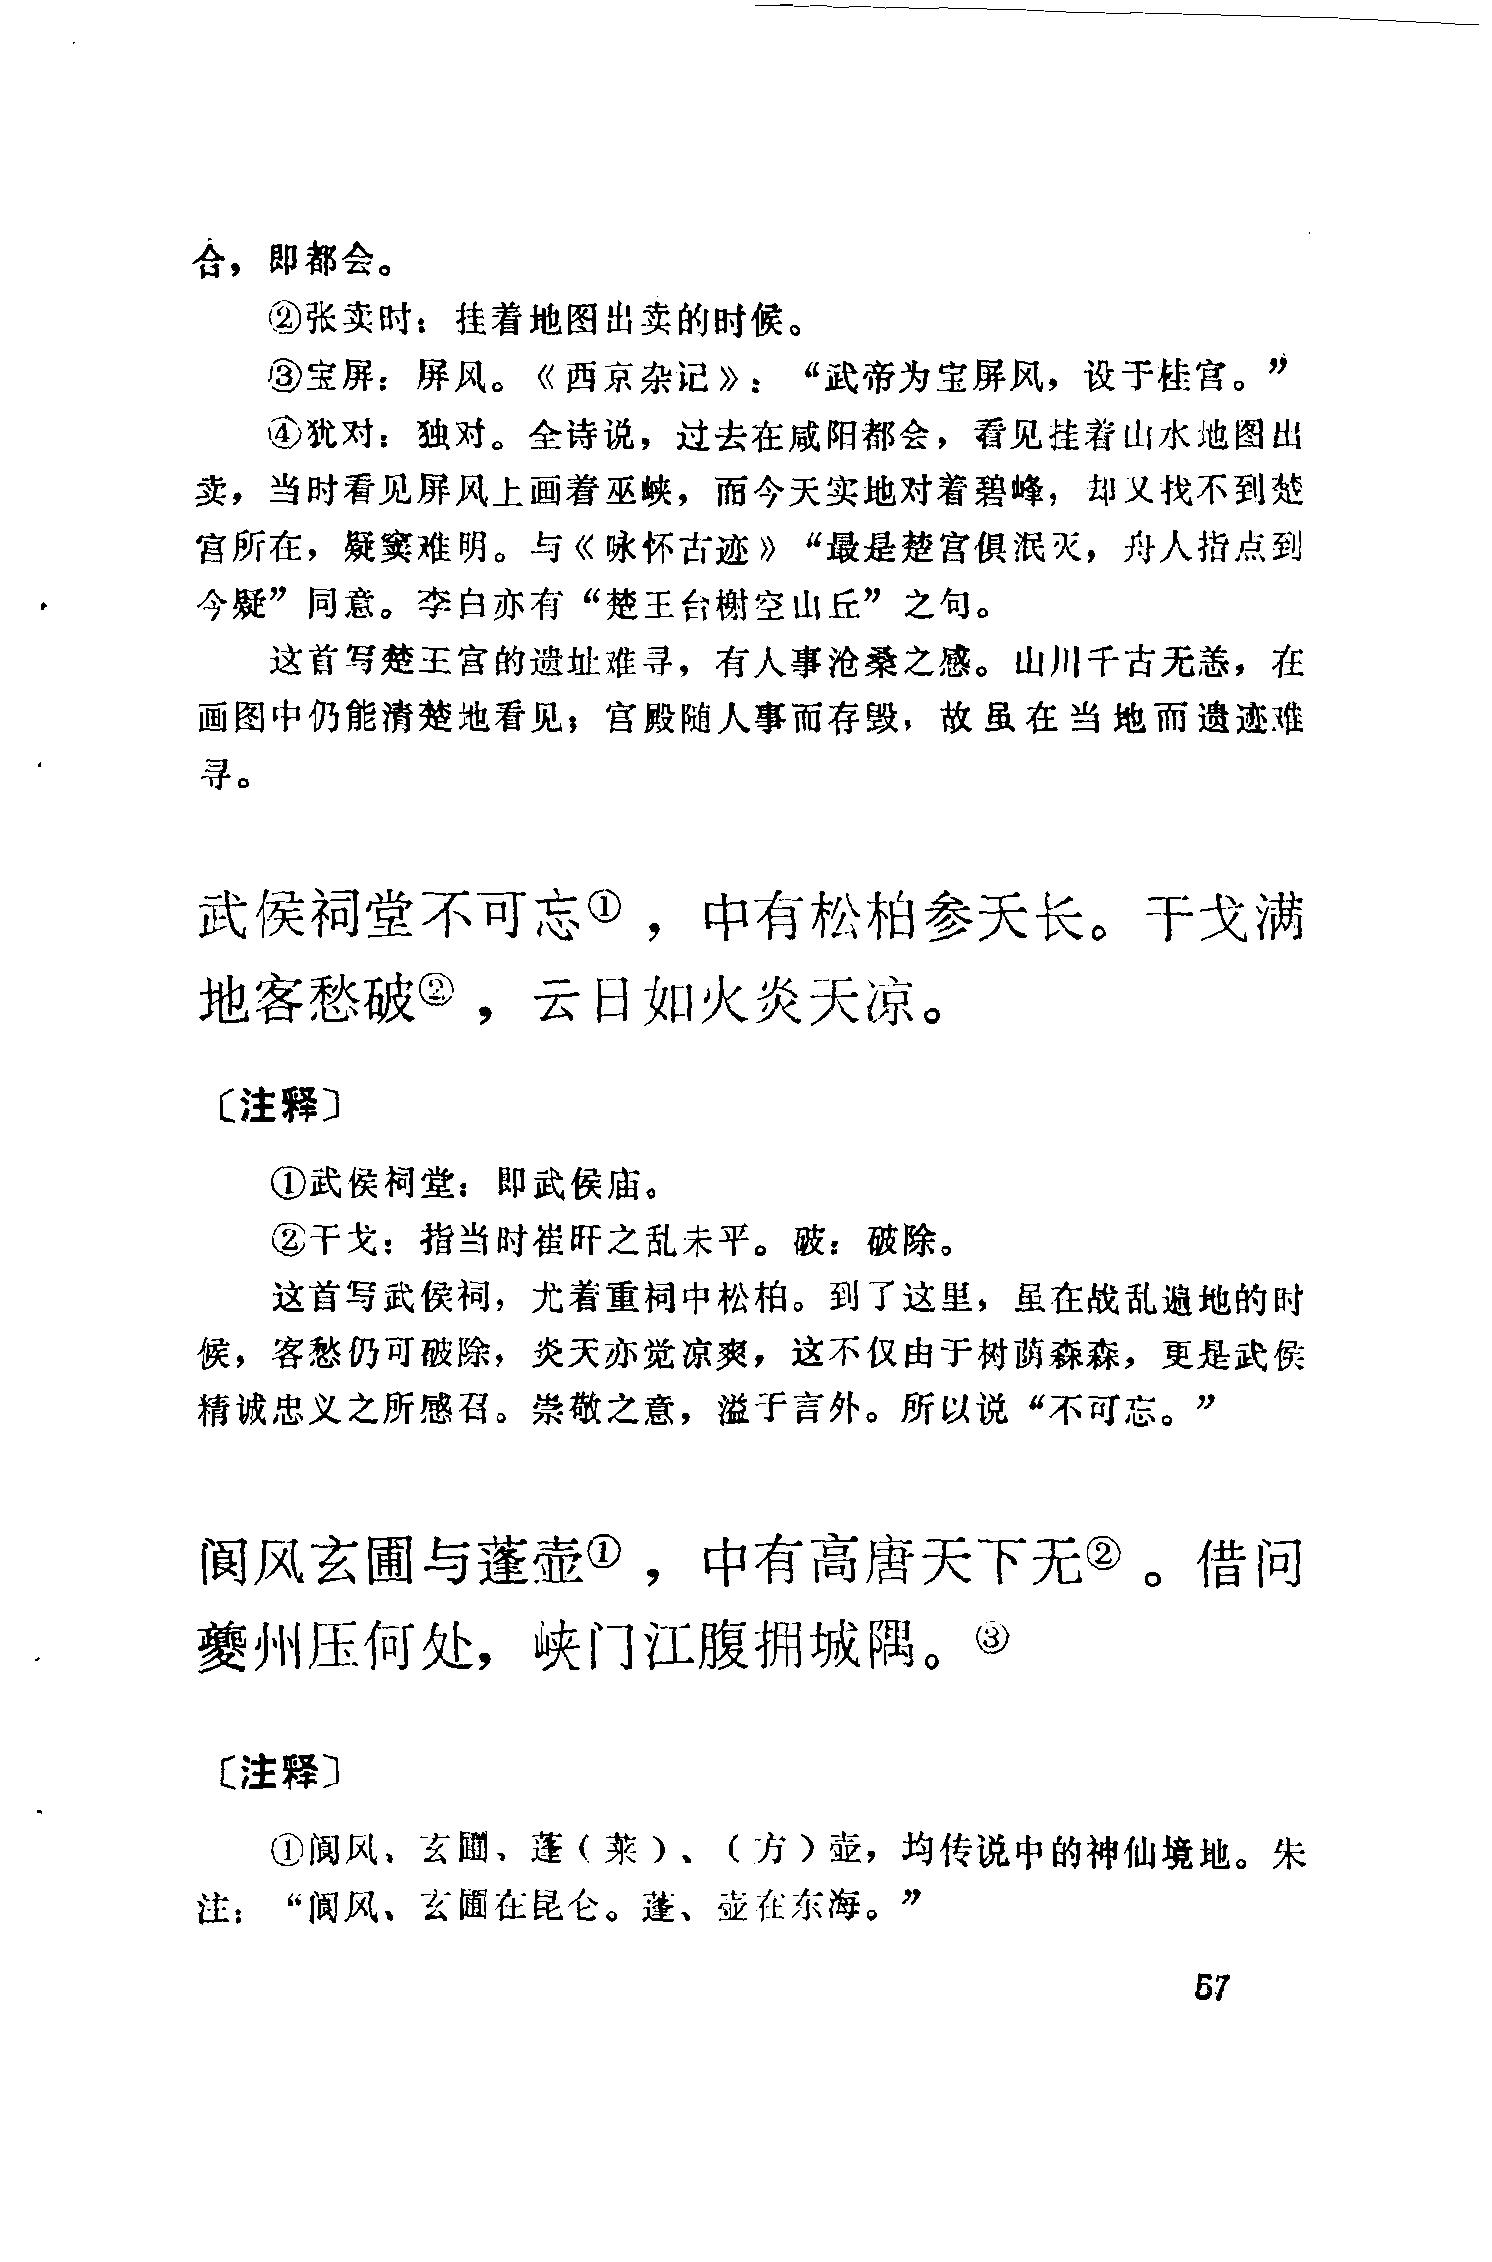 合，即都会。
②张卖时：挂着地图出卖的时候。
③宝屏：屏风。《西京杂记》：“武帝为宝屏风，设于桂宫。”
④犹对：独对。全诗说，过去在咸阳都会，看见挂着山水地图出
卖，当时看见屏风上画着巫峡，而今天实地对着碧峰，却又找不到楚
宫所在，疑窦难明。与《咏怀古迹》“最是楚宫俱泯灭，舟人指点到
今疑”同意。李白亦有“楚王台榭空山丘”之句。
这首写楚王宫的遗址难寻，有人事沧桑之感。山川千古无恙，在
画图中仍能清楚地看见；宫殿随人事而存毁，故虽在当地而遗迹难
寻。
武侯祠堂不可忘①，中有松柏参天长。干戈满
地客愁破②，云日如火炎天凉。
〔注释〕
①武侯祠堂：即武侯庙。
②干戈：指当时崔旰之乱未平。破：破除。
这首写武侯祠，尤着重祠中松柏。到了这里，虽在战乱遍地的时
候，客愁仍可破除，炎天亦觉凉爽，这不仅由于树荫森森，更是武侯
精诚忠义之所感召。崇敬之意，溢于言外。所以说“不可忘。”
阆风玄圃与蓬壶①，中有高唐天下无②。借问
夔州压何处，峡门江腹拥城隅。③
〔注释〕
①阆风、玄圃、蓬（莱）、（方）壶，均传说中的神仙境地。朱
注：“阆风、玄圃在昆仑。蓬、壶在东海。”
57